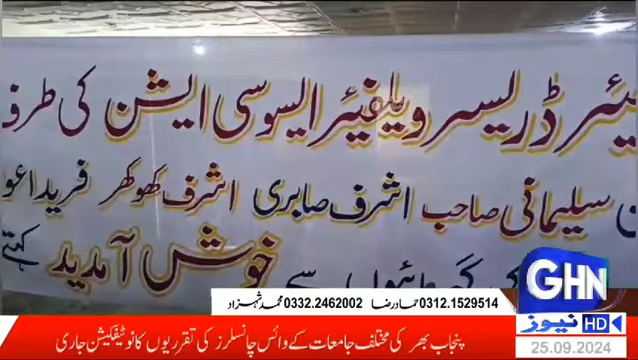 ہیئر ڈریسر ویلفیئر ایسوسی ایشن کی طرف
سلیمانی صاحب اشرف صابری اشرف کھوکھر فرید
خوش آمدید کہتے
0312.1529514 حماد رضا 0332.2462002 محمد شہزاد
GHN
نیوز HD
پنجاب بھر کی مختلف جامعات کے وائس چانسلرز کی تقرریوں کا نوٹیفکیشن جاری
25.09.2024